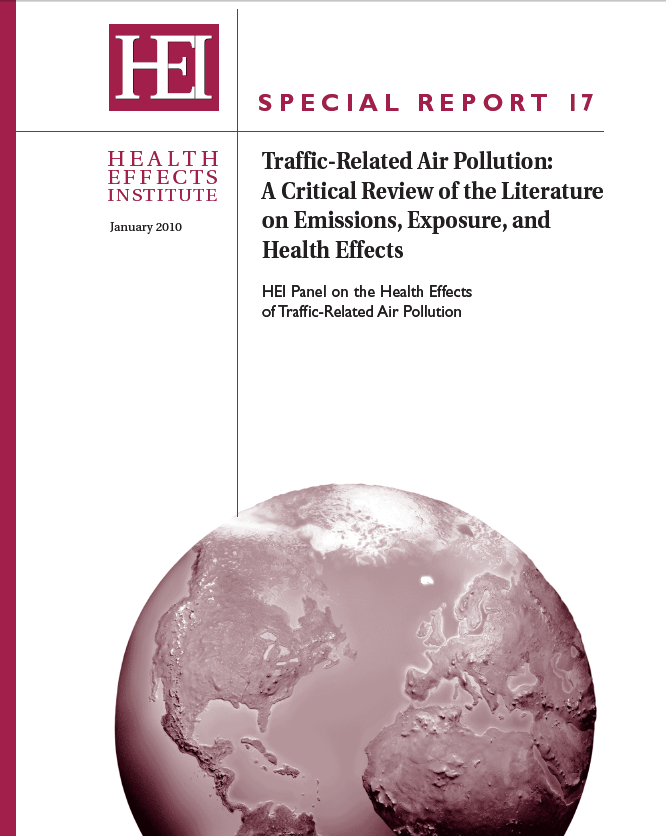 HEI
SPECIAL REPORT 17
HEALTH
EFFECTS
INSTITUTE
January 2010
Traffic-Related Air Pollution:
A Critical Review of the Literature
on Emissions, Exposure, and
Health Effects
HEI Panel on the Health Effects
of Traffic-Related Air Pollution